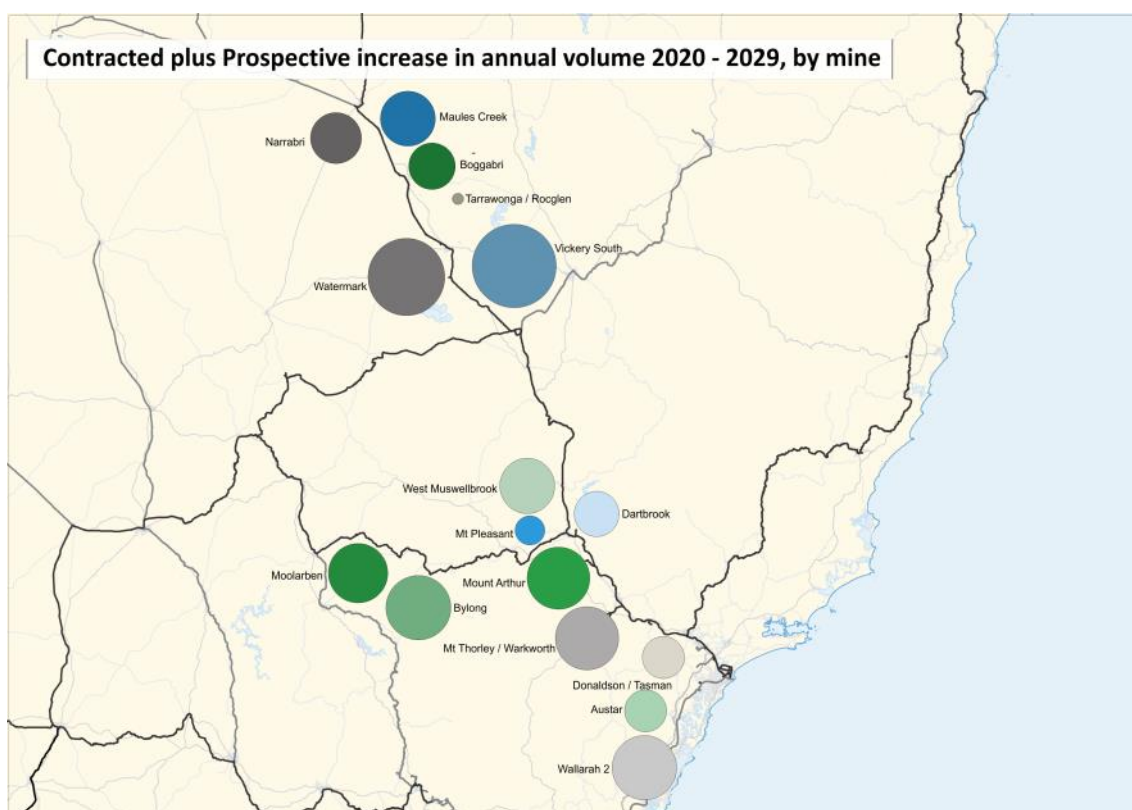 Contracted plus Prospective increase in annual volume 2020 - 2029, by mine
Maules Creek
Narrabri
Boggabri
Tarrawonga / Rocglen
Vickery South
Watermark
West Muswellbrook
Dartbrook
Mt Pleasant
Moolarben
Mount Arthur
Bylong
Mt Thorley / Warkworth
Donaldson / Tasman
Austar
Wallarah 2